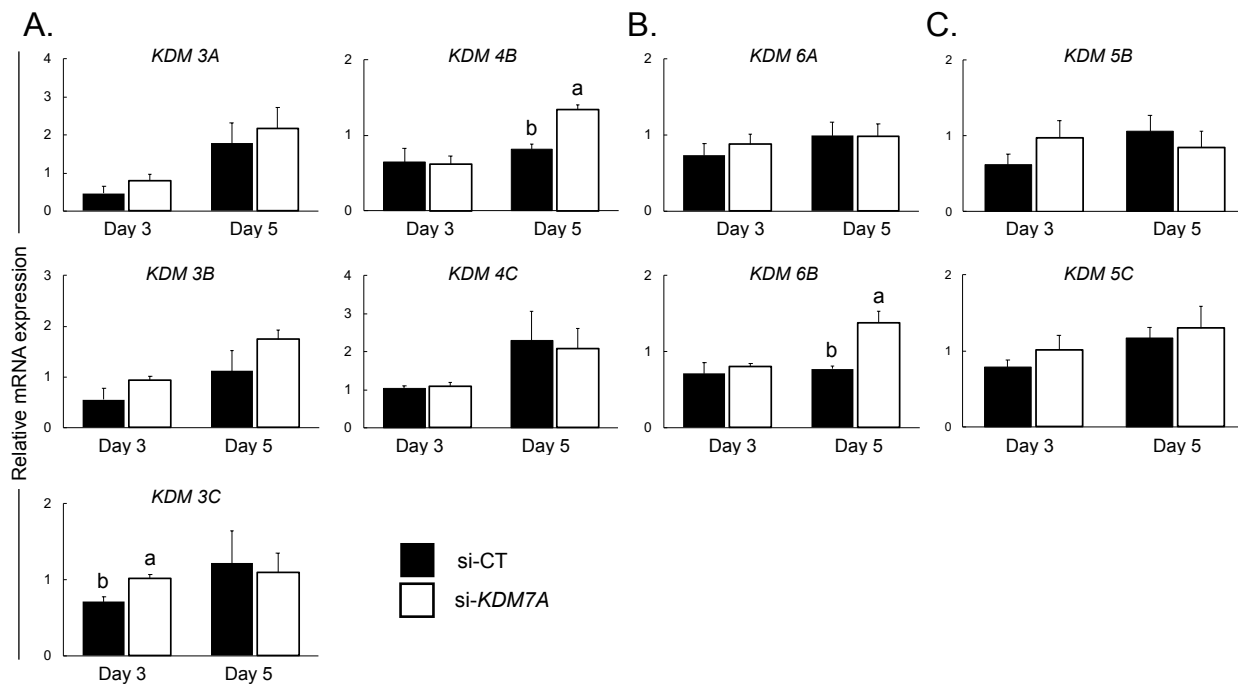 A.
B.
C.
Relative mRNA expression
KDM 3A
4
3
2
1
0
Day 3
Day 5
KDM 4B
2
1
0
b
a
Day 3
Day 5
KDM 6A
2
1
0
Day 3
Day 5
KDM 5B
2
1
0
Day 3
Day 5
KDM 3B
3
2
1
0
Day 3
Day 5
KDM 4C
4
3
2
1
0
Day 3
Day 5
KDM 6B
2
1
0
b
a
Day 3
Day 5
KDM 5C
2
1
0
Day 3
Day 5
KDM 3C
2
1
0
b
a
Day 3
Day 5
si-CT
si-KDM7A